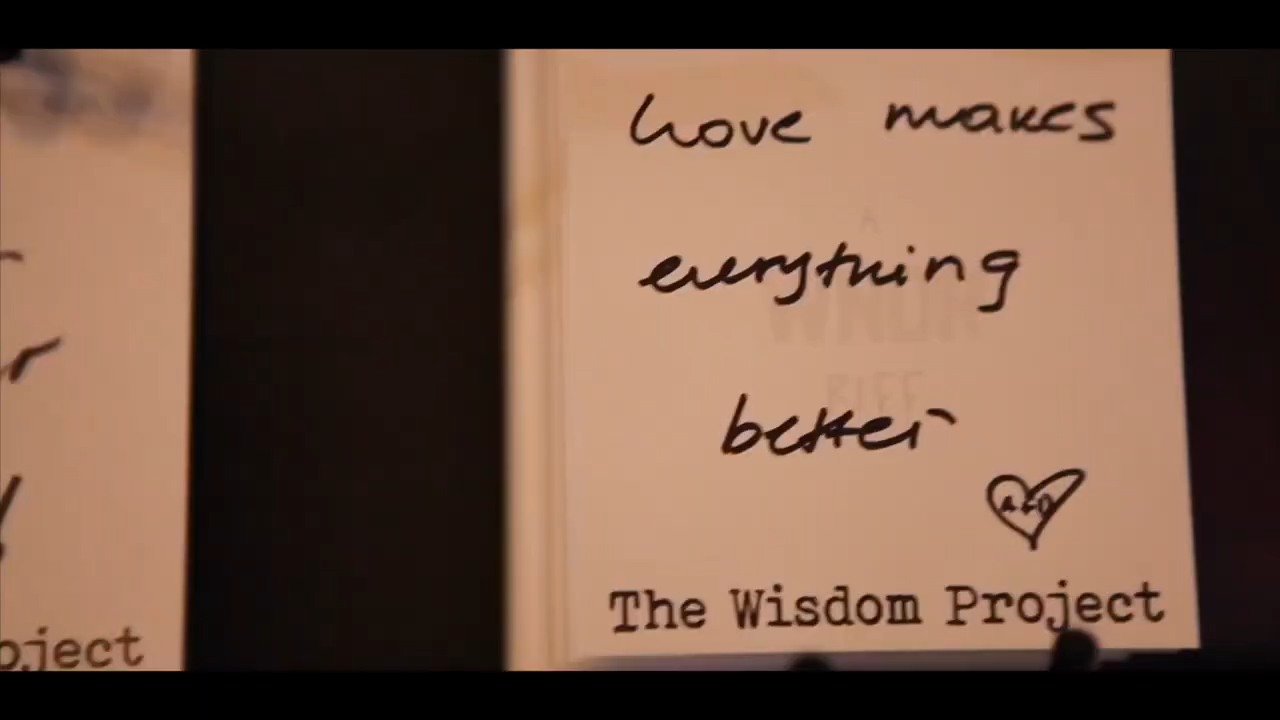 Love makes
everything
better
A+D
The Wisdom Project
r
oject